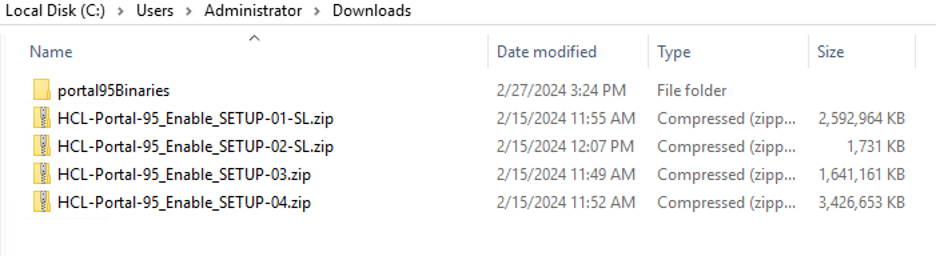 Local Disk (C:) > Users > Administrator > Downloads
Name Date modified Type Size
portal95Binaries 2/27/2024 3:24 PM File folder
HCL-Portal-95_Enable_SETUP-01-SL.zip 2/15/2024 11:55 AM Compressed (zipp... 2,592,964 KB
HCL-Portal-95_Enable_SETUP-02-SL.zip 2/15/2024 12:07 PM Compressed (zipp... 1,731 KB
HCL-Portal-95_Enable_SETUP-03.zip 2/15/2024 11:49 AM Compressed (zipp... 1,641,161 KB
HCL-Portal-95_Enable_SETUP-04.zip 2/15/2024 11:52 AM Compressed (zipp... 3,426,653 KB